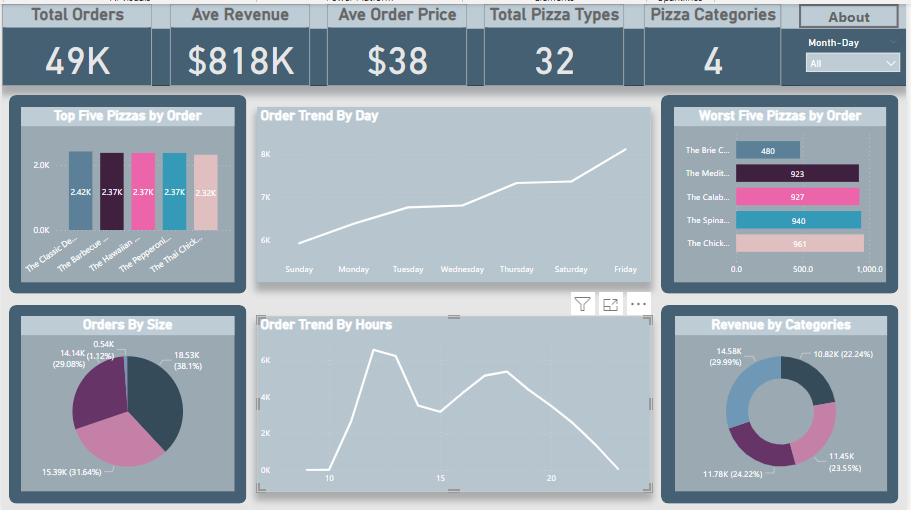 Total Orders
Ave Revenue
Ave Order Price
Total Pizza Types
Pizza Categories
About
49K
$818K
$38
32
4
Month-Day
All
Top Five Pizzas by Order
2.0K
0.0K
2.42K
2.37K
2.37K
2.37K
2.32K
The Classic De...
The Barbecue ...
The Hawaiian ...
The Pepperoni...
The Thai Chick...
Order Trend By Day
8K
7K
6K
Sunday
Monday
Tuesday
Wednesday
Thursday
Saturday
Friday
Worst Five Pizzas by Order
The Brie C...
480
The Medit...
923
The Calab...
927
The Spina...
940
The Chick...
961
0.0
500.0
1,000.0
Orders By Size
0.54K
(1.12%)
14.14K
(29.08%)
18.53K
(38.1%)
15.39K (31.64%)
Order Trend By Hours
6K
4K
2K
0K
10
15
20
Revenue by Categories
14.58K
(29.99%)
10.82K (22.24%)
11.45K
(23.55%)
11.78K (24.22%)